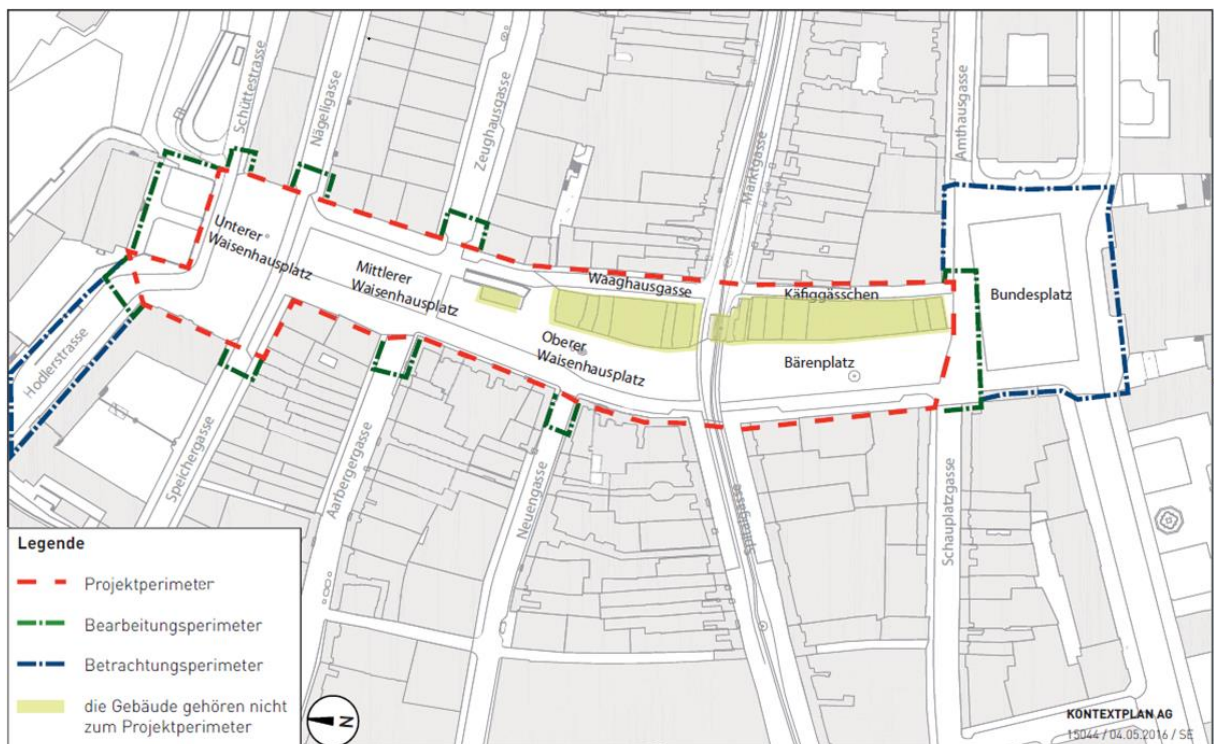 Schüttestrasse
Nägeligasse
Zeughausgasse
Marktgasse
Amthausgasse
Unterer
Waisenhausplatz
Mittlerer
Waisenhausplatz
Waaghausgasse
Käfiggässchen
Bundesplatz
Oberer
Waisenhausplatz
Bärenplatz
Hodlerstrasse
Speichergasse
Aarbergergasse
Neuengasse
Spitalgasse
Schauplatzgasse
Legende
Projektperimeter
Bearbeitungsperimeter
Betrachtungsperimeter
die Gebäude gehören nicht
zum Projektperimeter
N
KONTEXTPLAN AG
15044 / 04.05.2016 / SE